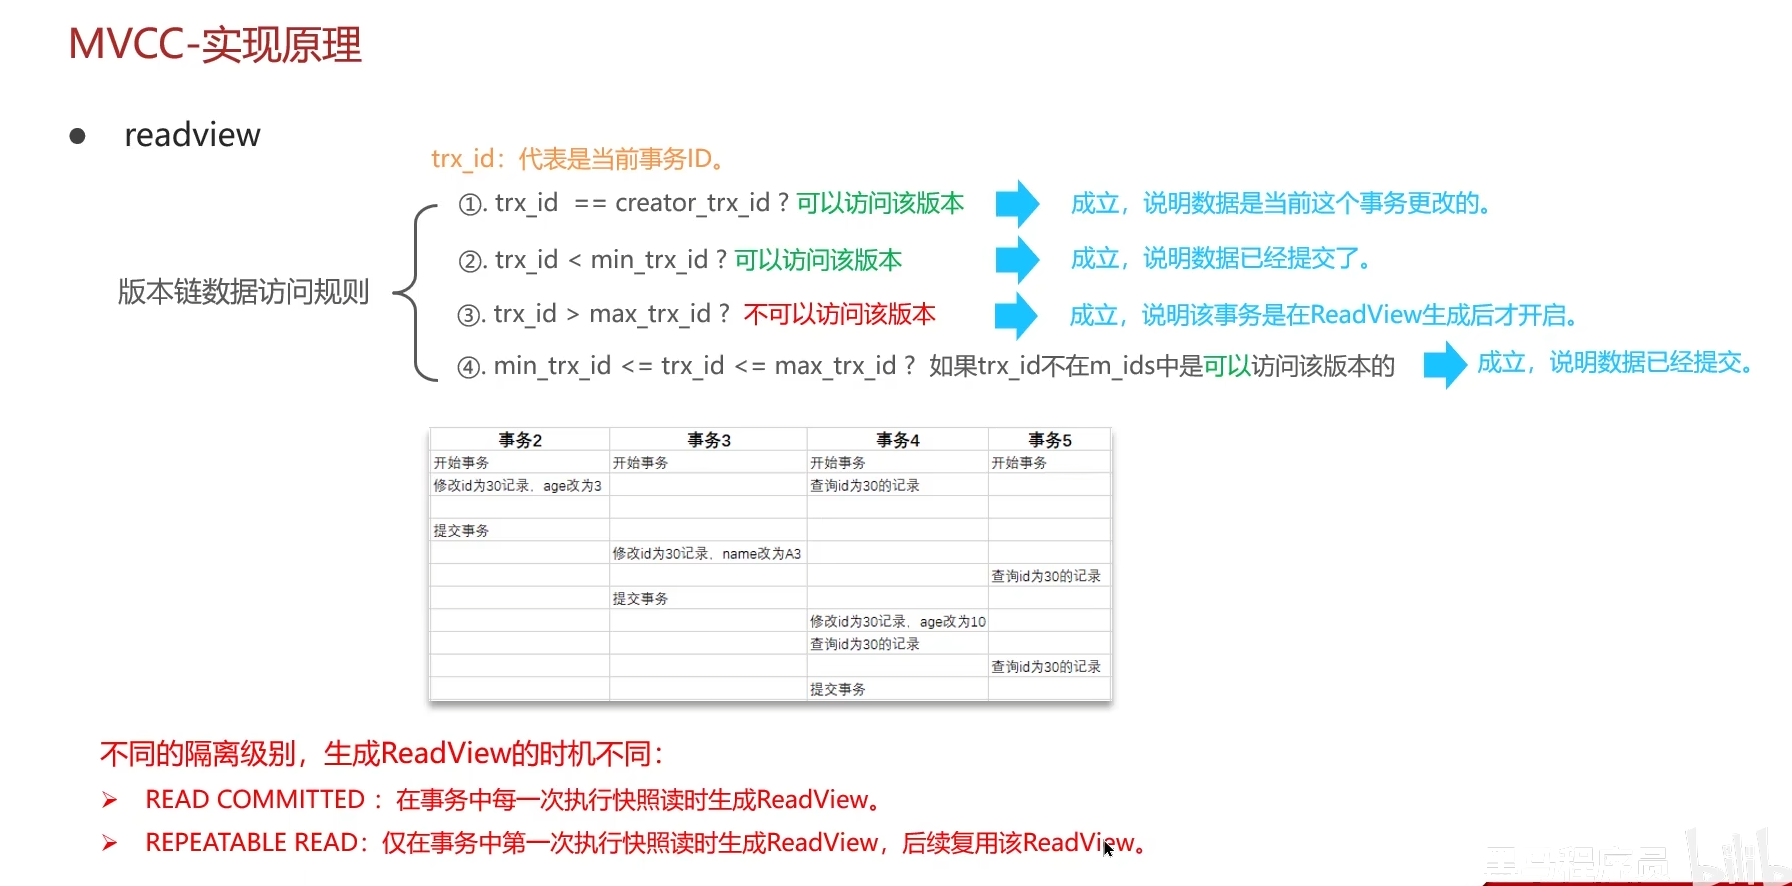 MVCC-实现原理
● readview
trx_id：代表是当前事务ID。
①. trx_id == creator_trx_id ? 可以访问该版本 成立，说明数据是当前这个事务更改的。
②. trx_id < min_trx_id ? 可以访问该版本 成立，说明数据已经提交了。
版本链数据访问规则
③. trx_id > max_trx_id ? 不可以访问该版本 成立，说明该事务是在ReadView生成后才开启。
④. min_trx_id <= trx_id <= max_trx_id ? 如果trx_id不在m_ids中是可以访问该版本的 成立，说明数据已经提交。
事务2 事务3 事务4 事务5
开始事务 开始事务 开始事务 开始事务
修改id为30记录，age改为3 查询id为30的记录
提交事务
修改id为30记录，name改为A3
查询id为30的记录
提交事务
修改id为30记录，age改为10
查询id为30的记录
查询id为30的记录
提交事务
不同的隔离级别，生成ReadView的时机不同：
➢ READ COMMITTED ：在事务中每一次执行快照读时生成ReadView。
➢ REPEATABLE READ：仅在事务中第一次执行快照读时生成ReadView，后续复用该ReadView。
黑马程序员 bilibili